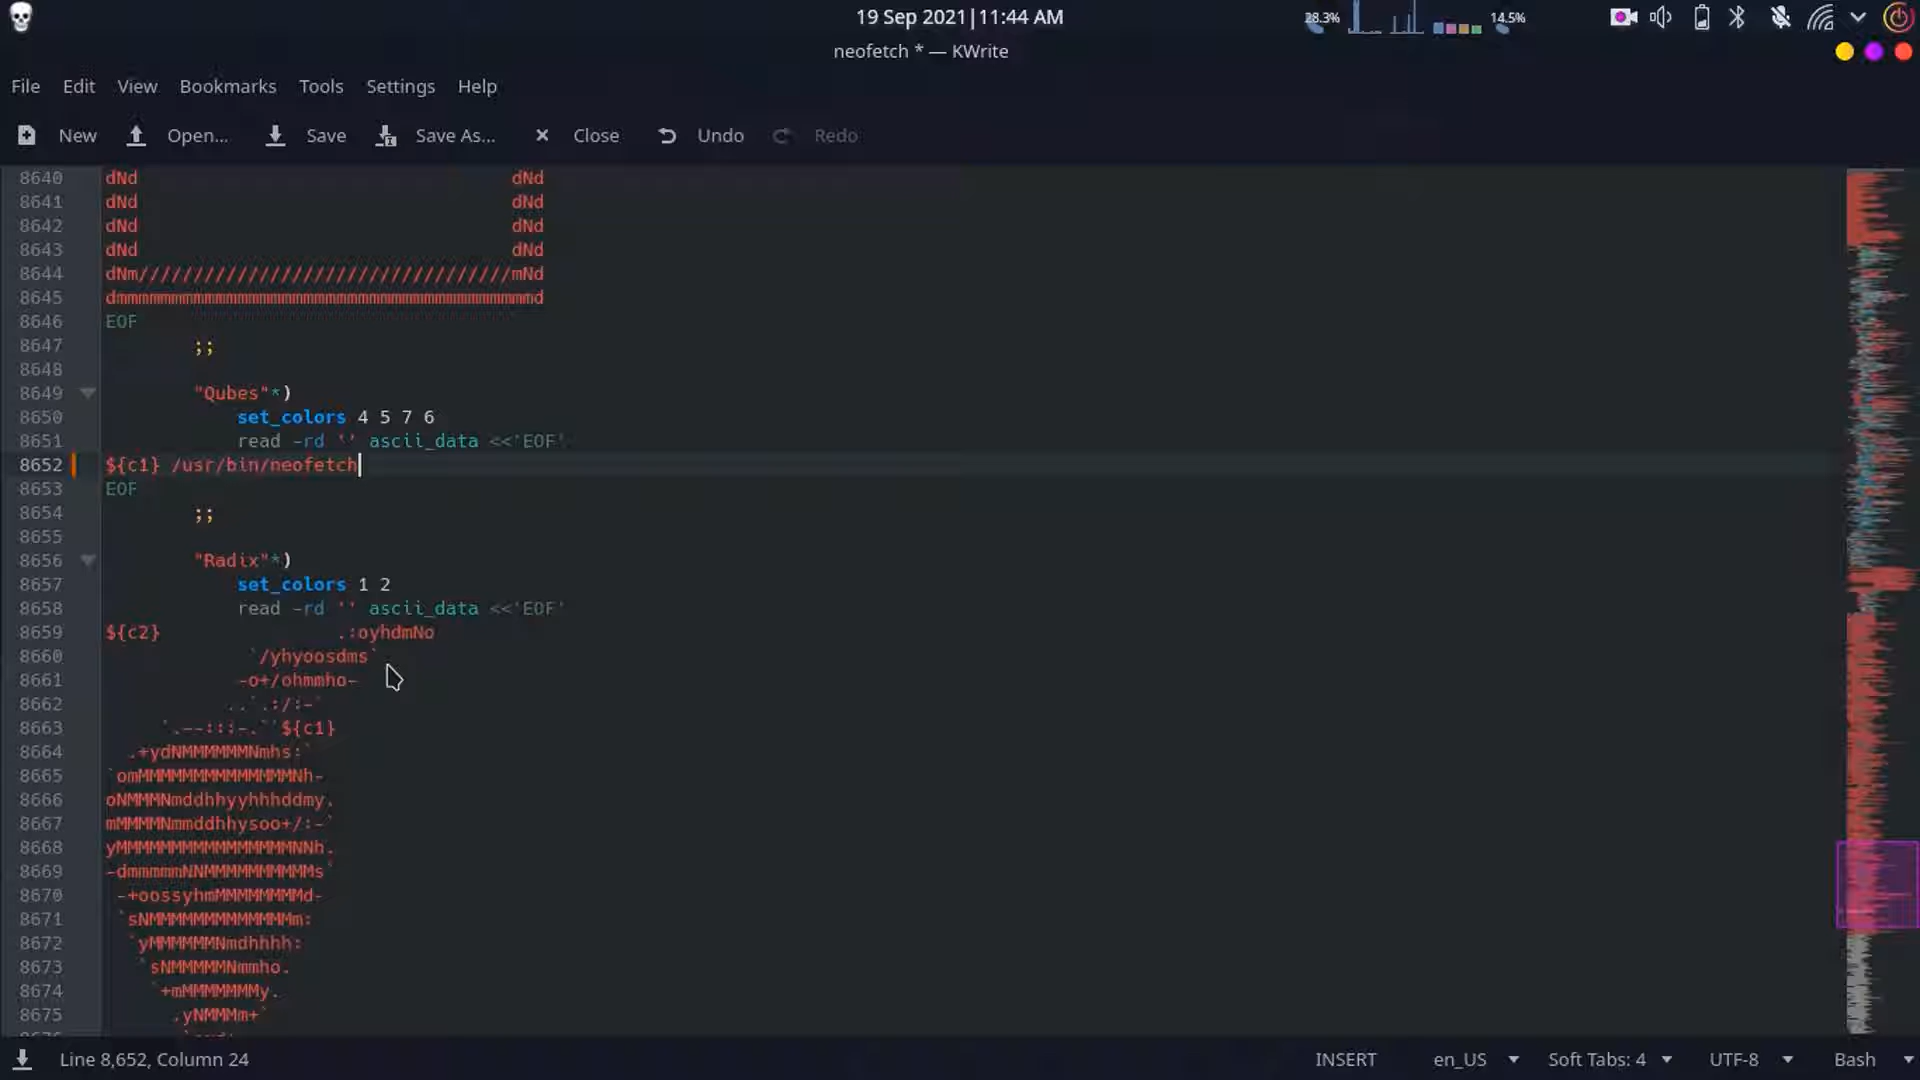 19 Sep 2021|11:44 AM
28.3%
14.5%
neofetch * — KWrite
File Edit View Bookmarks Tools Settings Help
New Open... Save Save As... Close Undo Redo
8640 dNd dNd
8641 dNd dNd
8642 dNd dNd
8643 dNd dNd
8644 dNm//////////////////////////////////mNd
8645 dmmmmmmmmmmmmmmmmmmmmmmmmmmmmmmmmmmmmmmd
8646 EOF
8647 ;;
8648
8649 "Qubes"*)
8650 set_colors 4 5 7 6
8651 read -rd '' ascii_data <<'EOF'
8652 ${c1} /usr/bin/neofetch
8653 EOF
8654 ;;
8655
8656 "Radix"*)
8657 set_colors 1 2
8658 read -rd '' ascii_data <<'EOF'
8659 ${c2} .:oyhdmNo
8660 `/yhyoosdms`
8661 -o+/ohmmho-
8662 ..`.:/:-`
8663 `.--:::-.``${c1}
8664 .+ydNMMMMMMNmhs:`
8665 `omMMMMMMMMMMMMMMNh-
8666 oNMMMNmddhhyyhhhddmy.
8667 mMMMMNmmddhhysoo+/:-`
8668 yMMMMMMMMMMMMMMMMNNh.
8669 -dmmmmmNNMMMMMMMMMMs`
8670 -+oossyhmMMMMMMMMd-
8671 `sNMMMMMMMMMMMMMm:
8672 `yMMMMMMNmdhhhh:
8673 `sNMMMMMNmmho.
8674 `+mMMMMMMMy.
8675 .yNMMMm+`
Line 8,652, Column 24
INSERT en_US Soft Tabs: 4 UTF-8 Bash